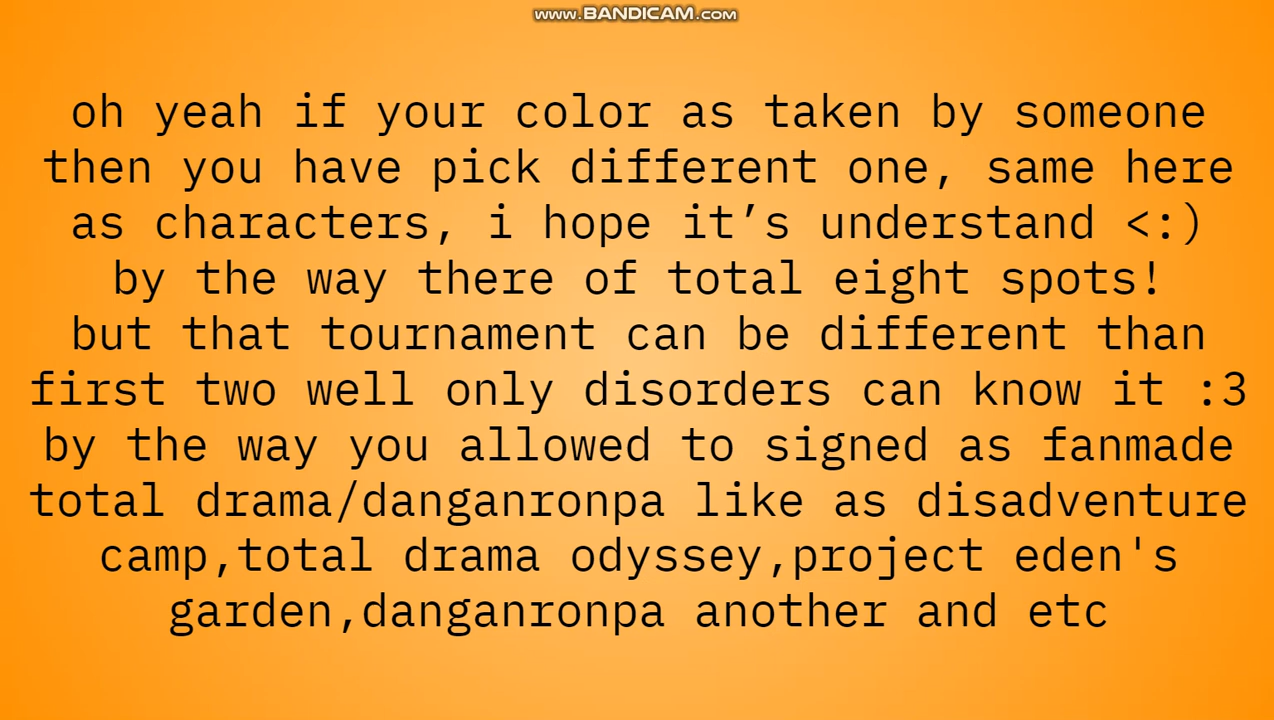 www.BANDICAM.com
oh yeah if your color as taken by someone
then you have pick different one, same here
as characters, i hope it’s understand <:)
by the way there of total eight spots!
but that tournament can be different than
first two well only disorders can know it :3
by the way you allowed to signed as fanmade
total drama/danganronpa like as disadventure
camp,total drama odyssey,project eden's
garden,danganronpa another and etc